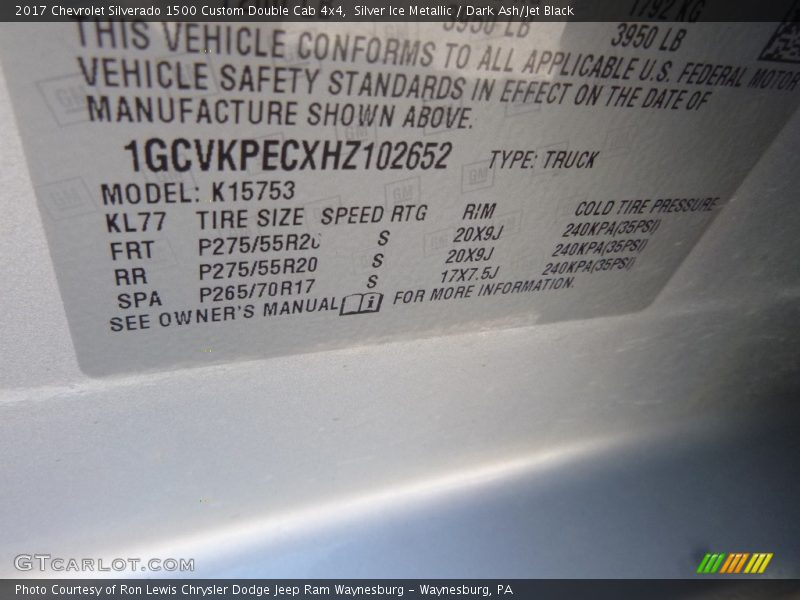 2017 Chevrolet Silverado 1500 Custom Double Cab 4x4, Silver Ice Metallic / Dark Ash/Jet Black
3950 LB 1792 KG
3950 LB
THIS VEHICLE CONFORMS TO ALL APPLICABLE U.S. FEDERAL MOTOR
VEHICLE SAFETY STANDARDS IN EFFECT ON THE DATE OF
MANUFACTURE SHOWN ABOVE.
1GCVKPECXHZ102652 TYPE: TRUCK
MODEL: K15753
KL77 TIRE SIZE SPEED RTG RIM COLD TIRE PRESSURE
FRT P275/55R20 S 20X9J 240KPA(35PSI)
RR P275/55R20 S 20X9J 240KPA(35PSI)
SPA P265/70R17 S 17X7.5J 240KPA(35PSI)
SEE OWNER'S MANUAL i FOR MORE INFORMATION.
GTCARLOT.COM
Photo Courtesy of Ron Lewis Chrysler Dodge Jeep Ram Waynesburg - Waynesburg, PA